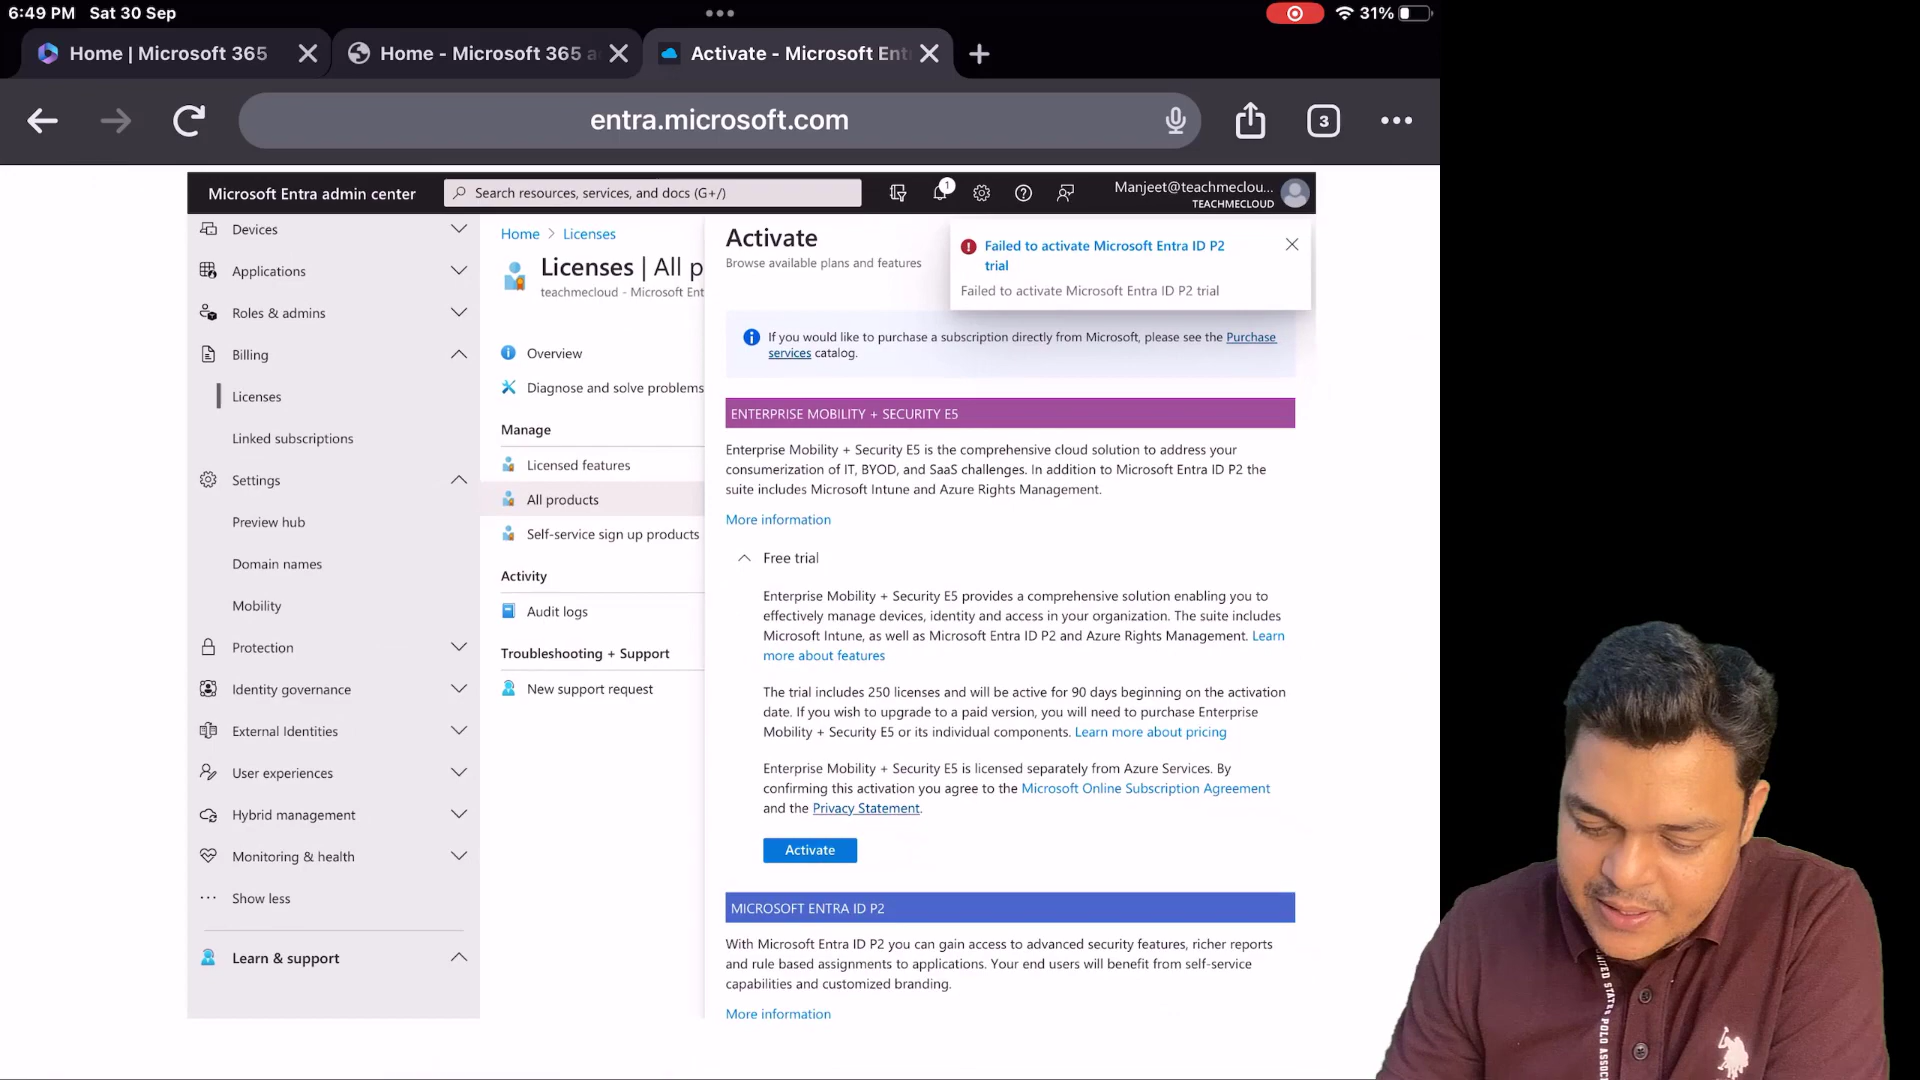 6:49 PM Sat 30 Sep
31%
Home | Microsoft 365
Home - Microsoft 365 a
Activate - Microsoft Ent
entra.microsoft.com
3
Microsoft Entra admin center
Search resources, services, and docs (G+/)
1
Manjeet@teachmeclou...
TEACHMECLOUD
Devices
Applications
Roles & admins
Billing
Licenses
Linked subscriptions
Settings
Preview hub
Domain names
Mobility
Protection
Identity governance
External Identities
User experiences
Hybrid management
Monitoring & health
Show less
Learn & support
Home > Licenses
Licenses | All p
teachmecloud - Microsoft Ent
Overview
Diagnose and solve problems
Manage
Licensed features
All products
Self-service sign up products
Activity
Audit logs
Troubleshooting + Support
New support request
Activate
Browse available plans and features
Failed to activate Microsoft Entra ID P2
trial
Failed to activate Microsoft Entra ID P2 trial
If you would like to purchase a subscription directly from Microsoft, please see the Purchase
services catalog.
ENTERPRISE MOBILITY + SECURITY E5
Enterprise Mobility + Security E5 is the comprehensive cloud solution to address your
consumerization of IT, BYOD, and SaaS challenges. In addition to Microsoft Entra ID P2 the
suite includes Microsoft Intune and Azure Rights Management.
More information
Free trial
Enterprise Mobility + Security E5 provides a comprehensive solution enabling you to
effectively manage devices, identity and access in your organization. The suite includes
Microsoft Intune, as well as Microsoft Entra ID P2 and Azure Rights Management. Learn
more about features
The trial includes 250 licenses and will be active for 90 days beginning on the activation
date. If you wish to upgrade to a paid version, you will need to purchase Enterprise
Mobility + Security E5 or its individual components. Learn more about pricing
Enterprise Mobility + Security E5 is licensed separately from Azure Services. By
confirming this activation you agree to the Microsoft Online Subscription Agreement
and the Privacy Statement.
Activate
MICROSOFT ENTRA ID P2
With Microsoft Entra ID P2 you can gain access to advanced security features, richer reports
and rule based assignments to applications. Your end users will benefit from self-service
capabilities and customized branding.
More information
POLO ASSOC